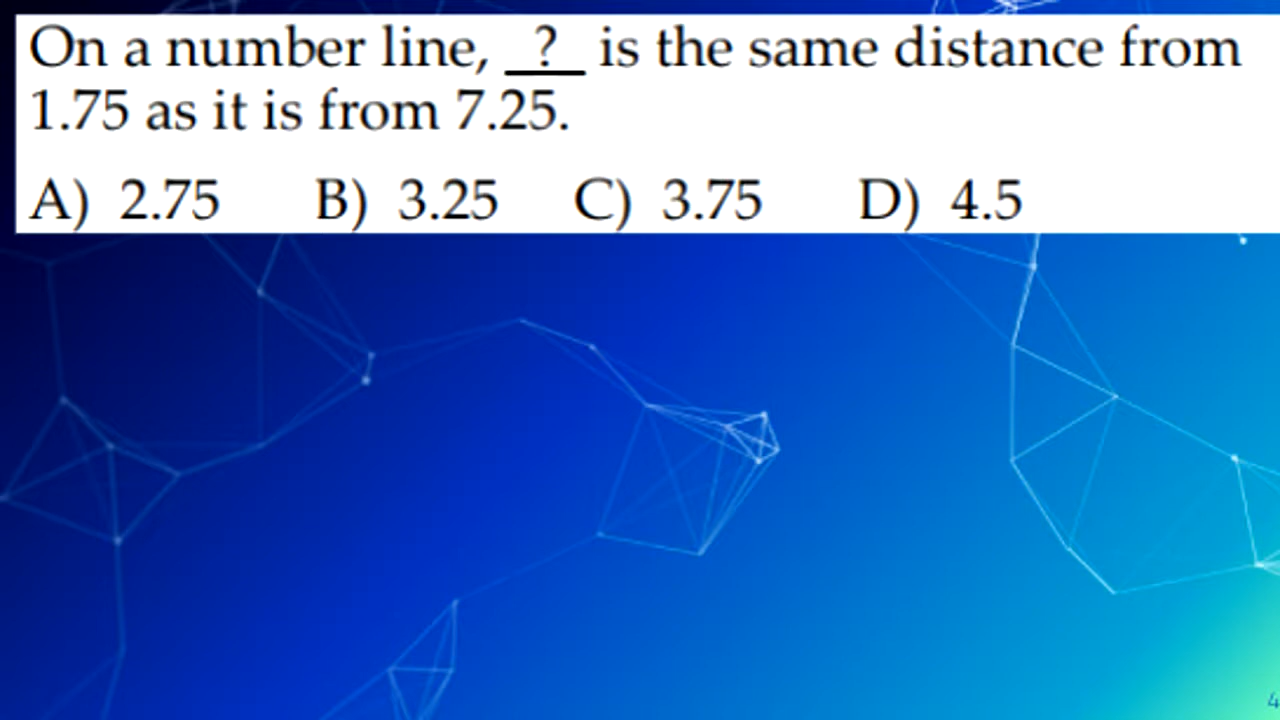 On a number line, ? is the same distance from
1.75 as it is from 7.25.
A) 2.75 B) 3.25 C) 3.75 D) 4.5
4